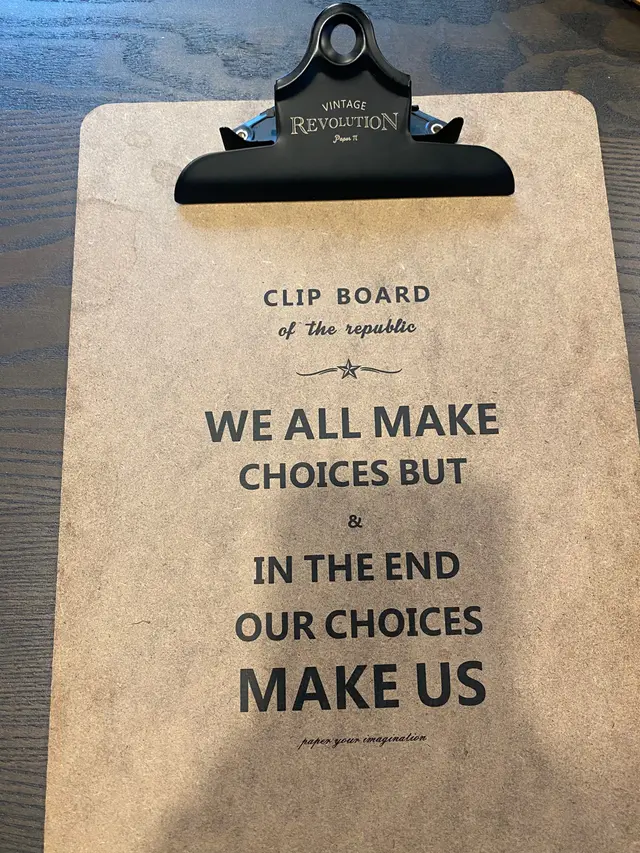 VINTAGE
REVOLUTION
Paper π
CLIP BOARD
of the republic
WE ALL MAKE
CHOICES BUT
&
IN THE END
OUR CHOICES
MAKE US
paper your imagination